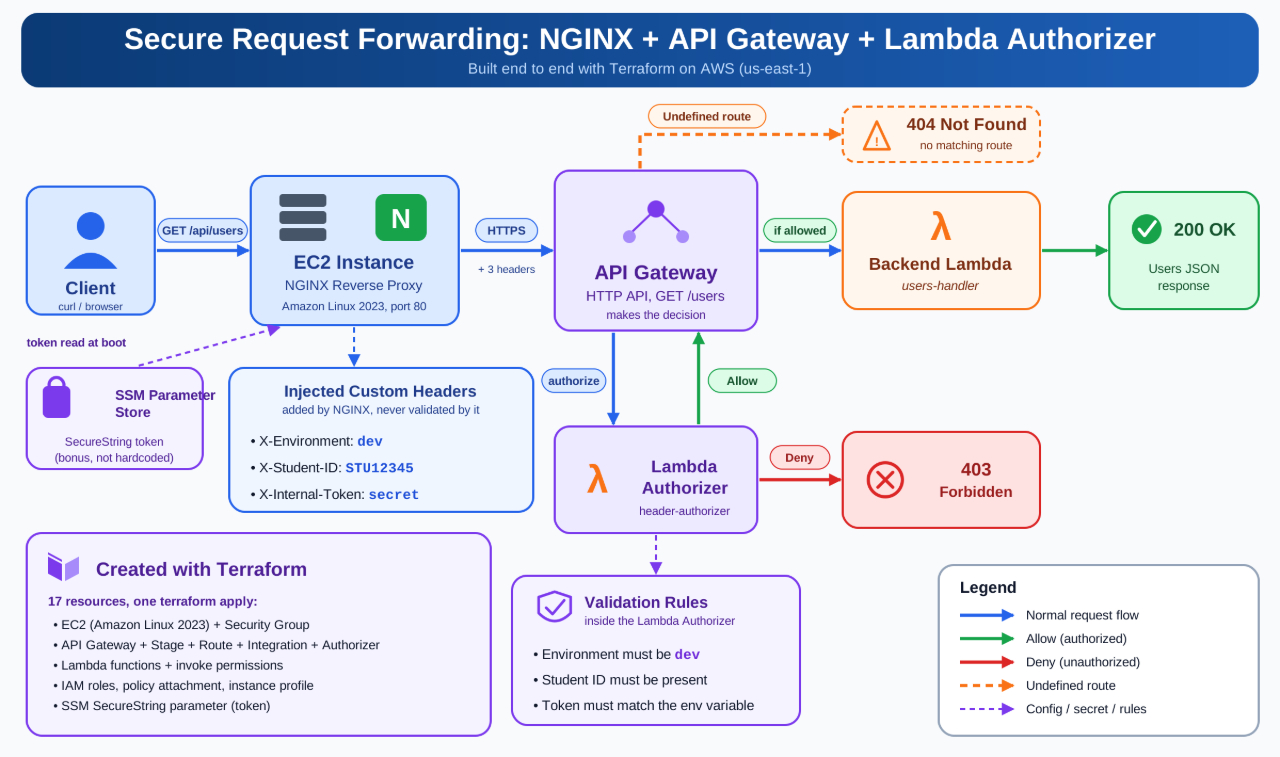 Secure Request Forwarding: NGINX + API Gateway + Lambda Authorizer
Built end to end with Terraform on AWS (us-east-1)
Undefined route
!
404 Not Found
no matching route
Client
curl / browser
GET /api/users
N
EC2 Instance
NGINX Reverse Proxy
Amazon Linux 2023, port 80
HTTPS
+ 3 headers
API Gateway
HTTP API, GET /users
makes the decision
if allowed
λ
Backend Lambda
users-handler
200 OK
Users JSON
response
token read at boot
SSM Parameter
Store
SecureString token
(bonus, not hardcoded)
Injected Custom Headers
added by NGINX, never validated by it
• X-Environment: dev
• X-Student-ID: STU12345
• X-Internal-Token: secret
authorize
Allow
λ
Lambda
Authorizer
header-authorizer
Deny
403
Forbidden
Created with Terraform
17 resources, one terraform apply:
• EC2 (Amazon Linux 2023) + Security Group
• API Gateway + Stage + Route + Integration + Authorizer
• Lambda functions + invoke permissions
• IAM roles, policy attachment, instance profile
• SSM SecureString parameter (token)
Validation Rules
inside the Lambda Authorizer
• Environment must be dev
• Student ID must be present
• Token must match the env variable
Legend
Normal request flow
Allow (authorized)
Deny (unauthorized)
Undefined route
Config / secret / rules